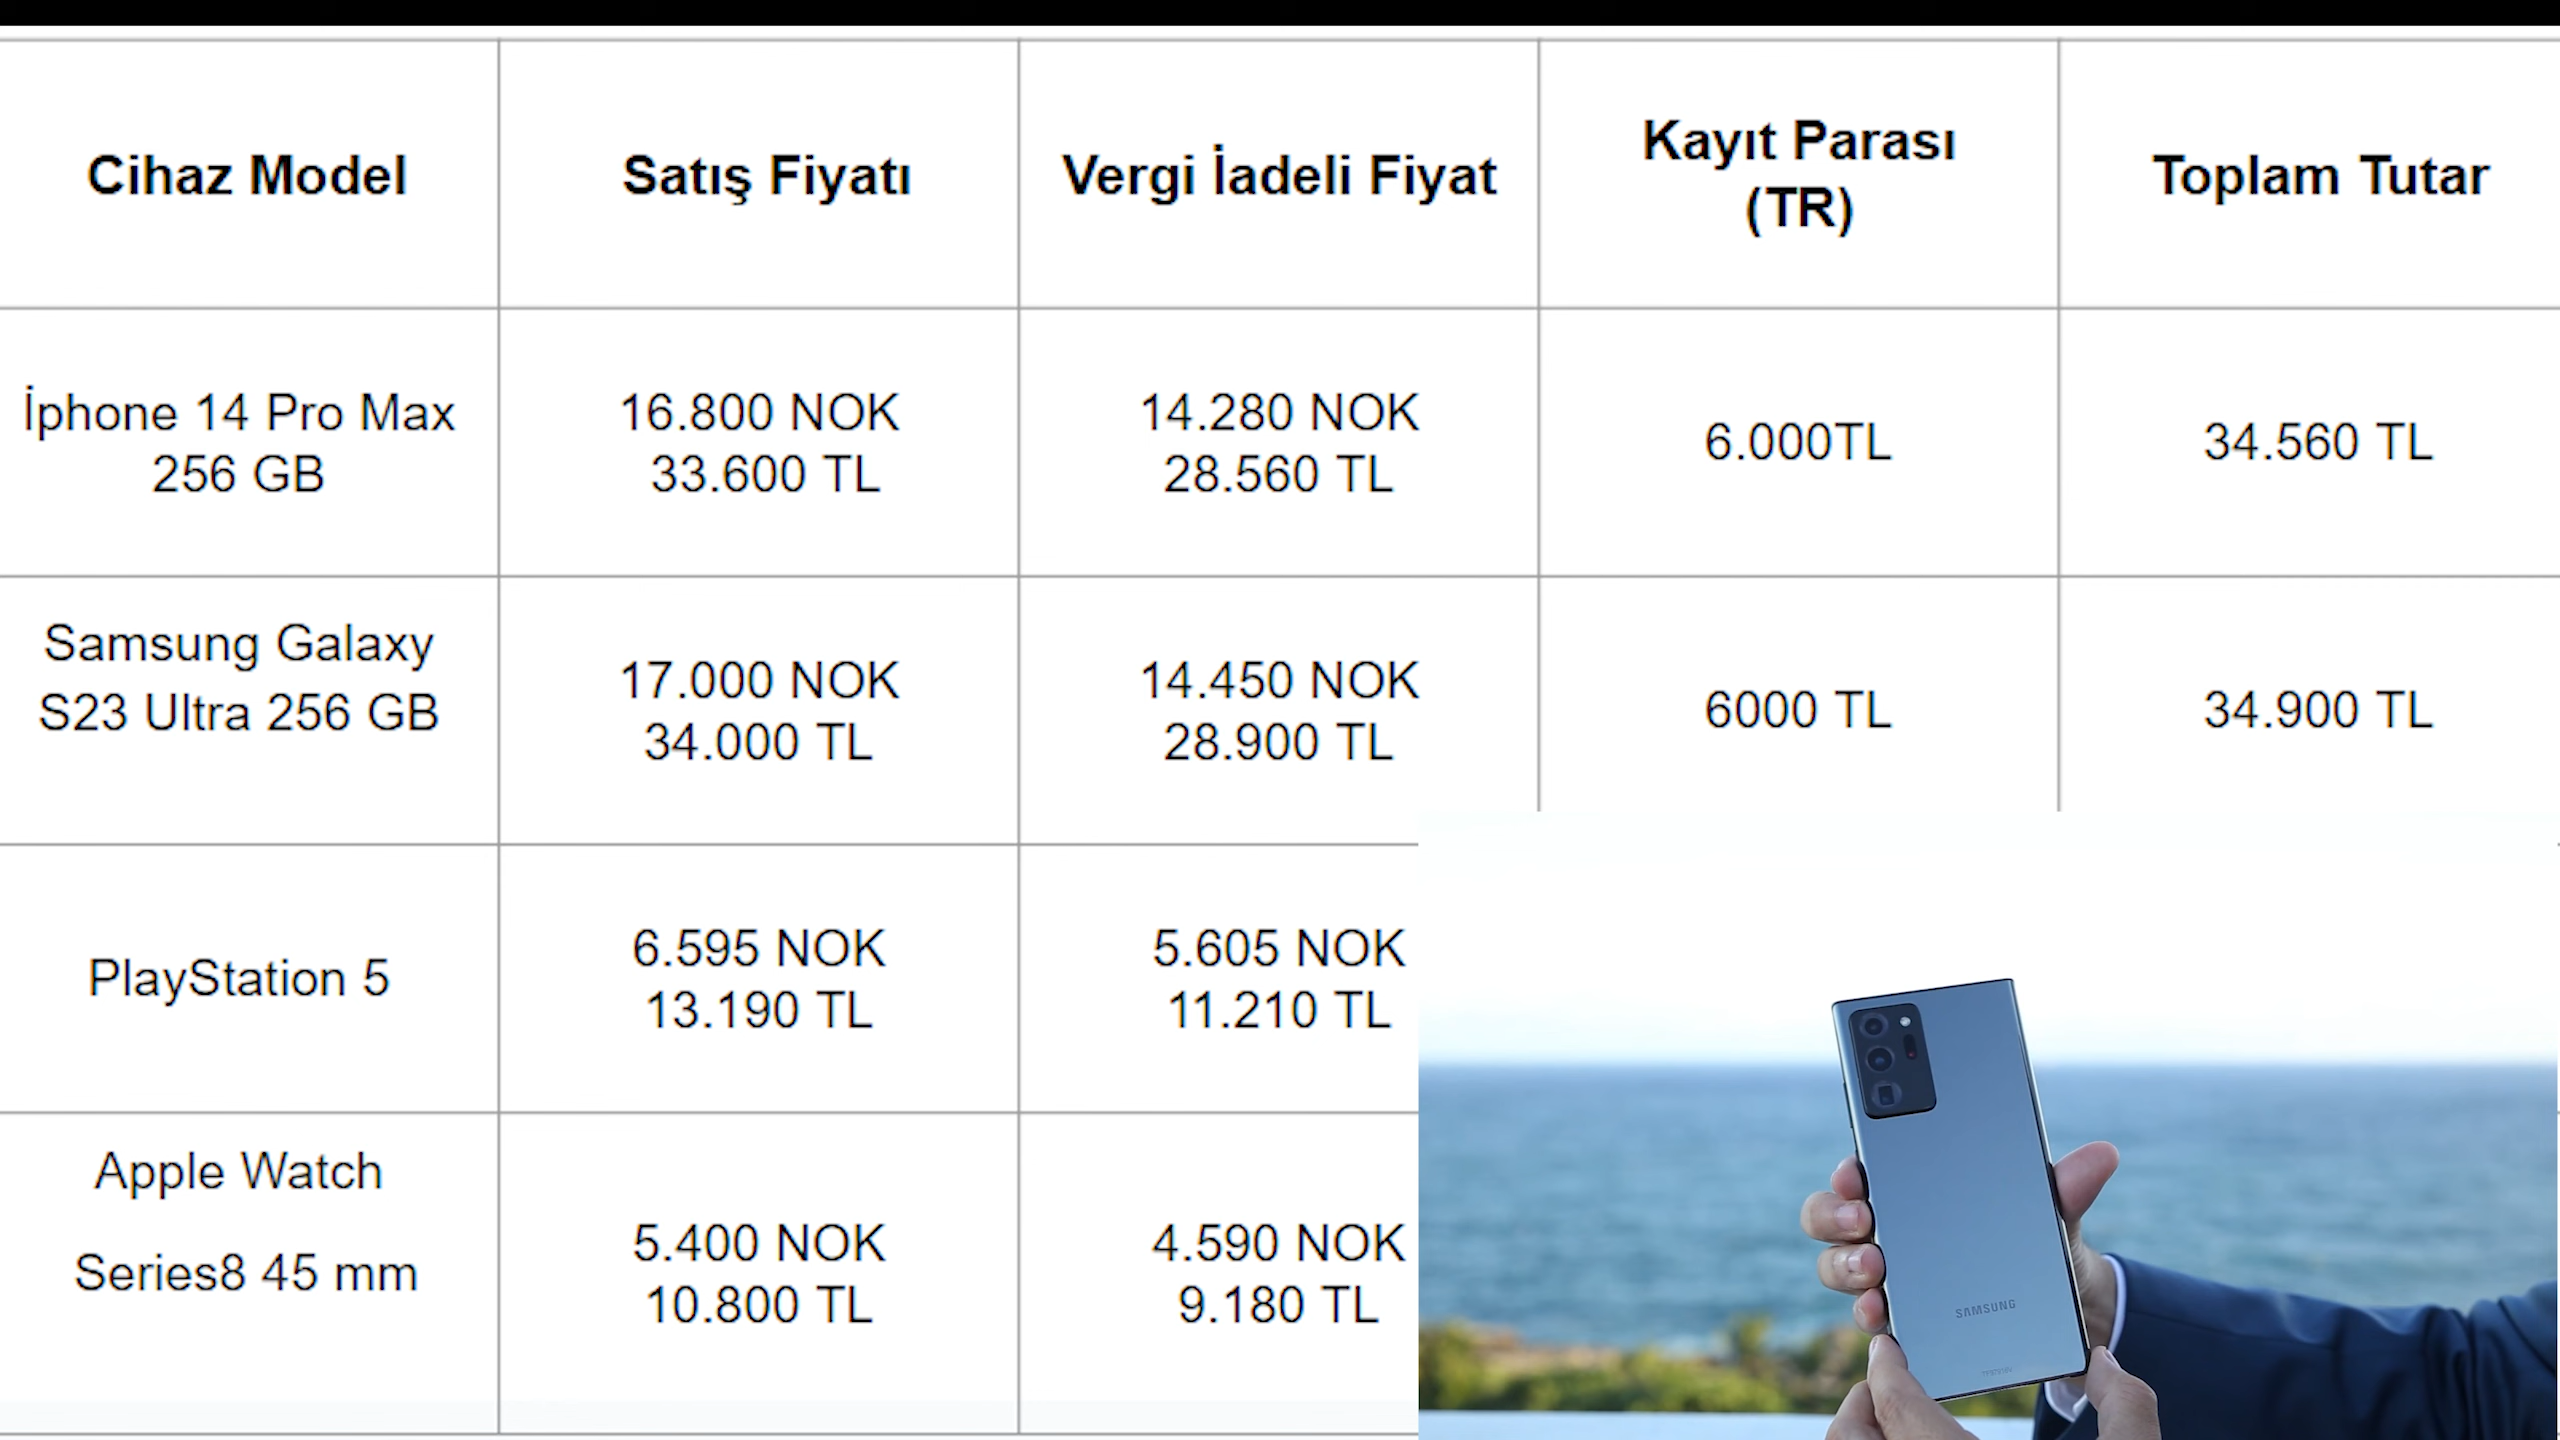 Cihaz Model
Satış Fiyatı
Vergi İadeli Fiyat
Kayıt Parası
(TR)
Toplam Tutar
İphone 14 Pro Max
256 GB
16.800 NOK
33.600 TL
14.280 NOK
28.560 TL
6.000TL
34.560 TL
Samsung Galaxy
S23 Ultra 256 GB
17.000 NOK
34.000 TL
14.450 NOK
28.900 TL
6000 TL
34.900 TL
PlayStation 5
6.595 NOK
13.190 TL
5.605 NOK
11.210 TL
Apple Watch
Series8 45 mm
5.400 NOK
10.800 TL
4.590 NOK
9.180 TL
SAMSUNG